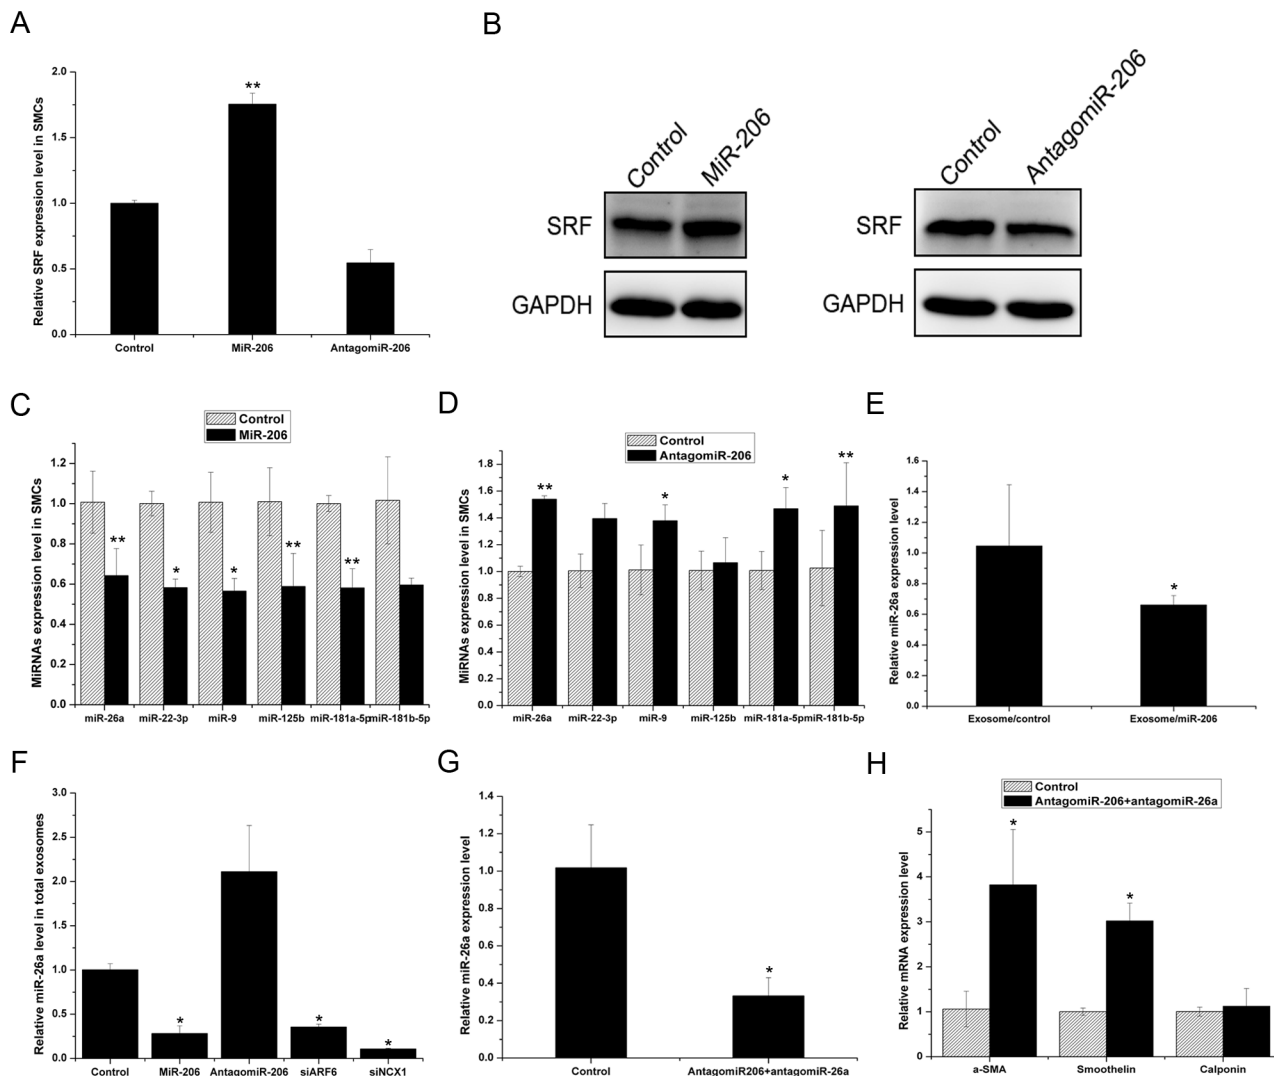 A
Relative SRF expression level in SMCs
2.0
1.5
1.0
0.5
0.0
**
Control
MiR-206
AntagomiR-206
B
Control
MiR-206
SRF
GAPDH
Control
AntagomiR-206
SRF
GAPDH
C
Control
MiR-206
MiRNAs expression level in SMCs
1.2
1.0
0.8
0.6
0.4
0.2
0.0
**
*
*
**
**
miR-26a
miR-22-3p
miR-9
miR-125b
miR-181a-5p
miR-181b-5p
D
Control
AntagomiR-206
MiRNAs expression level in SMCs
1.8
1.6
1.4
1.2
1.0
0.8
0.6
0.4
0.2
0.0
**
*
*
**
miR-26a
miR-22-3p
miR-9
miR-125b
miR-181a-5p
miR-181b-5p
E
Relative miR-26a expression level
1.6
1.4
1.2
1.0
0.8
0.6
0.4
0.2
0.0
*
Exosome/control
Exosome/miR-206
F
Relative miR-26a level in total exosomes
3.0
2.5
2.0
1.5
1.0
0.5
0.0
*
*
*
Control
MiR-206
AntagomiR-206
siARF6
siNCX1
G
Relative miR-26a expression level
1.4
1.2
1.0
0.8
0.6
0.4
0.2
0.0
*
Control
AntagomiR206+antagomiR-26a
H
Control
AntagomiR-206+antagomiR-26a
Relative mRNA expression level
5
4
3
2
1
0
*
*
a-SMA
Smoothelin
Calponin